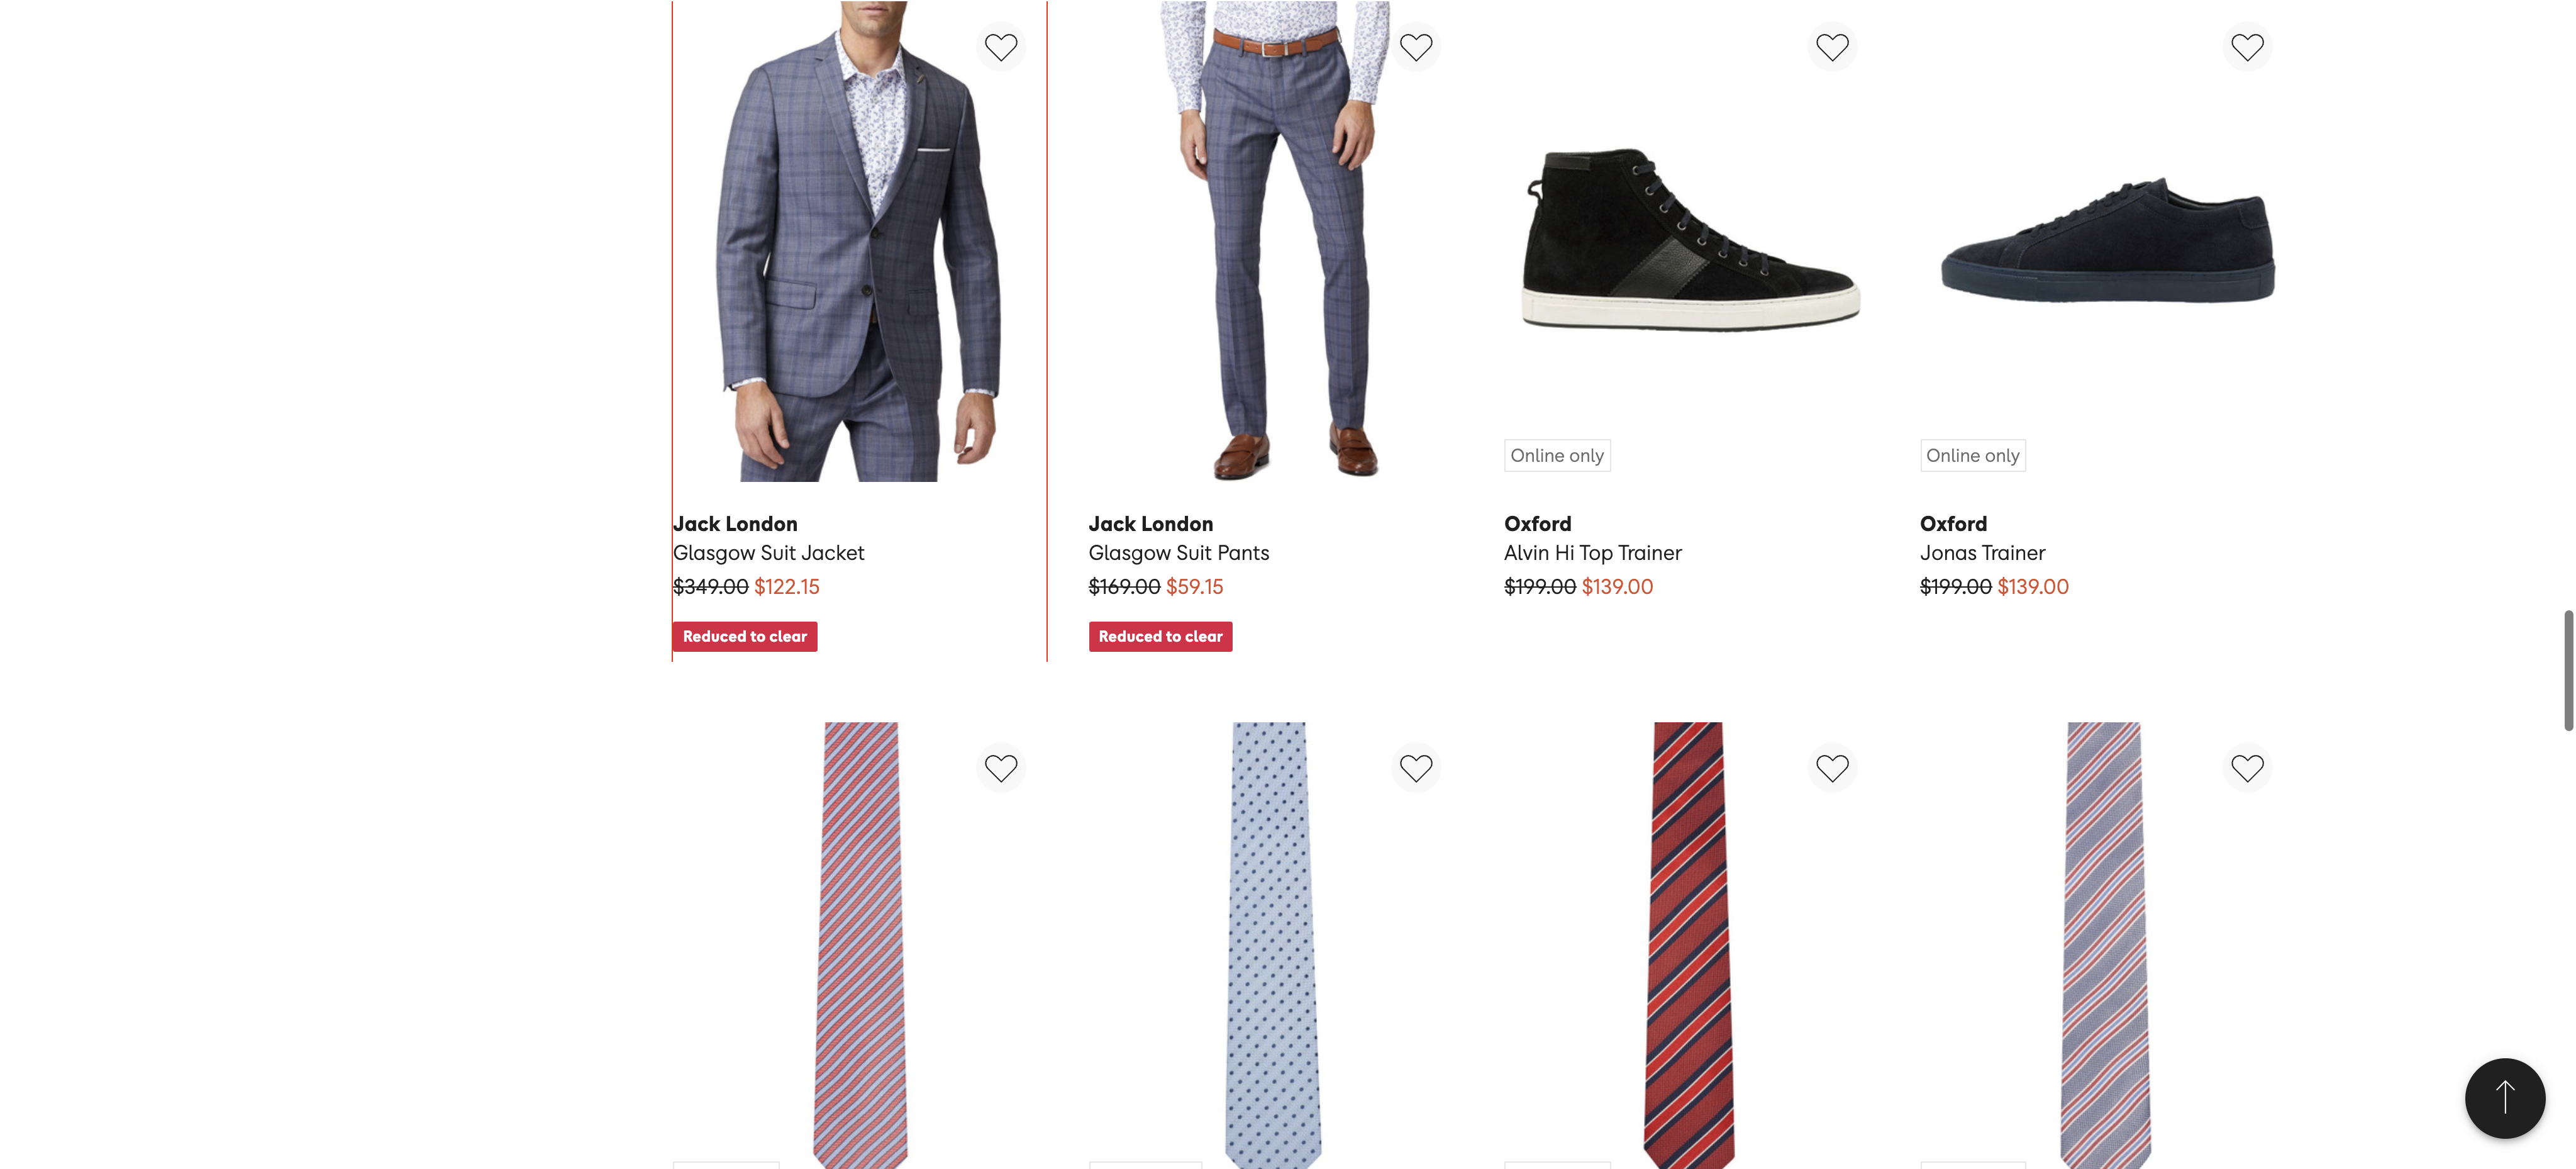 Online only
Online only
Jack London
Glasgow Suit Jacket
$349.00 $122.15
Reduced to clear
Jack London
Glasgow Suit Pants
$169.00 $59.15
Reduced to clear
Oxford
Alvin Hi Top Trainer
$199.00 $139.00
Oxford
Jonas Trainer
$199.00 $139.00